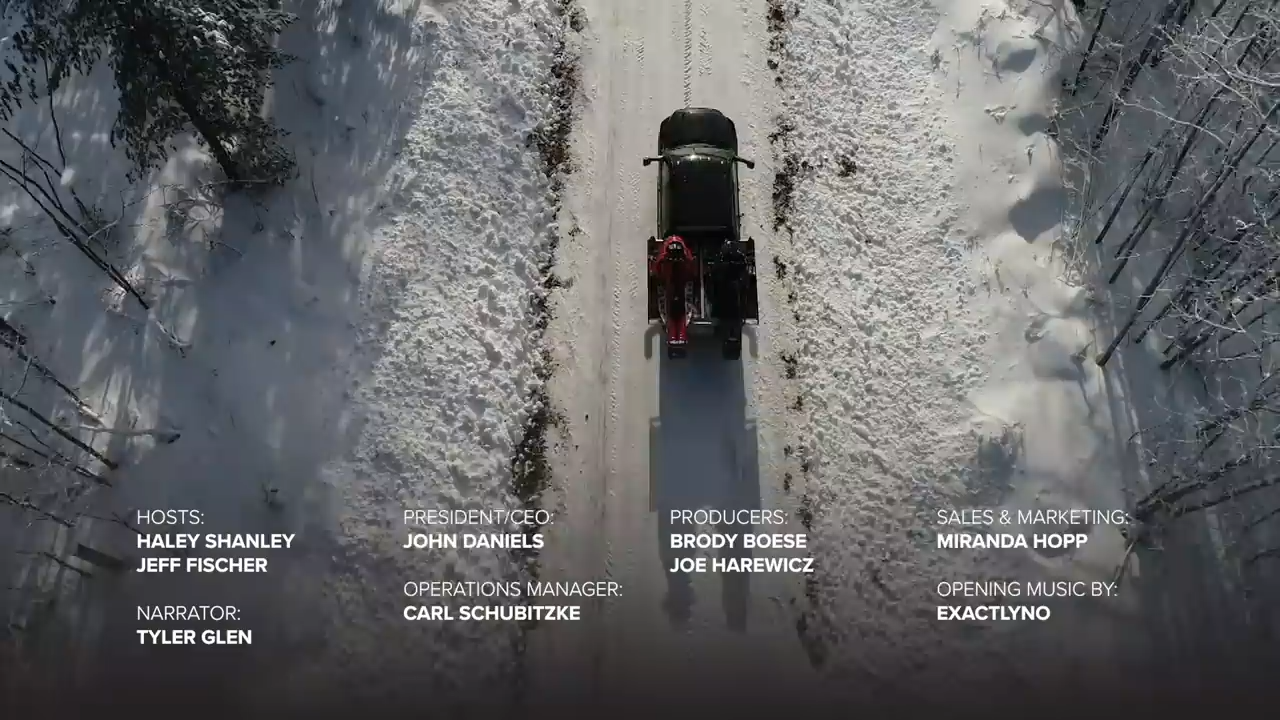 HOSTS:
HALEY SHANLEY
JEFF FISCHER
NARRATOR:
TYLER GLEN
PRESIDENT/CEO:
JOHN DANIELS
OPERATIONS MANAGER:
CARL SCHUBITZKE
PRODUCERS:
BRODY BOESE
JOE HAREWICZ
SALES & MARKETING:
MIRANDA HOPP
OPENING MUSIC BY:
EXACTLYNO